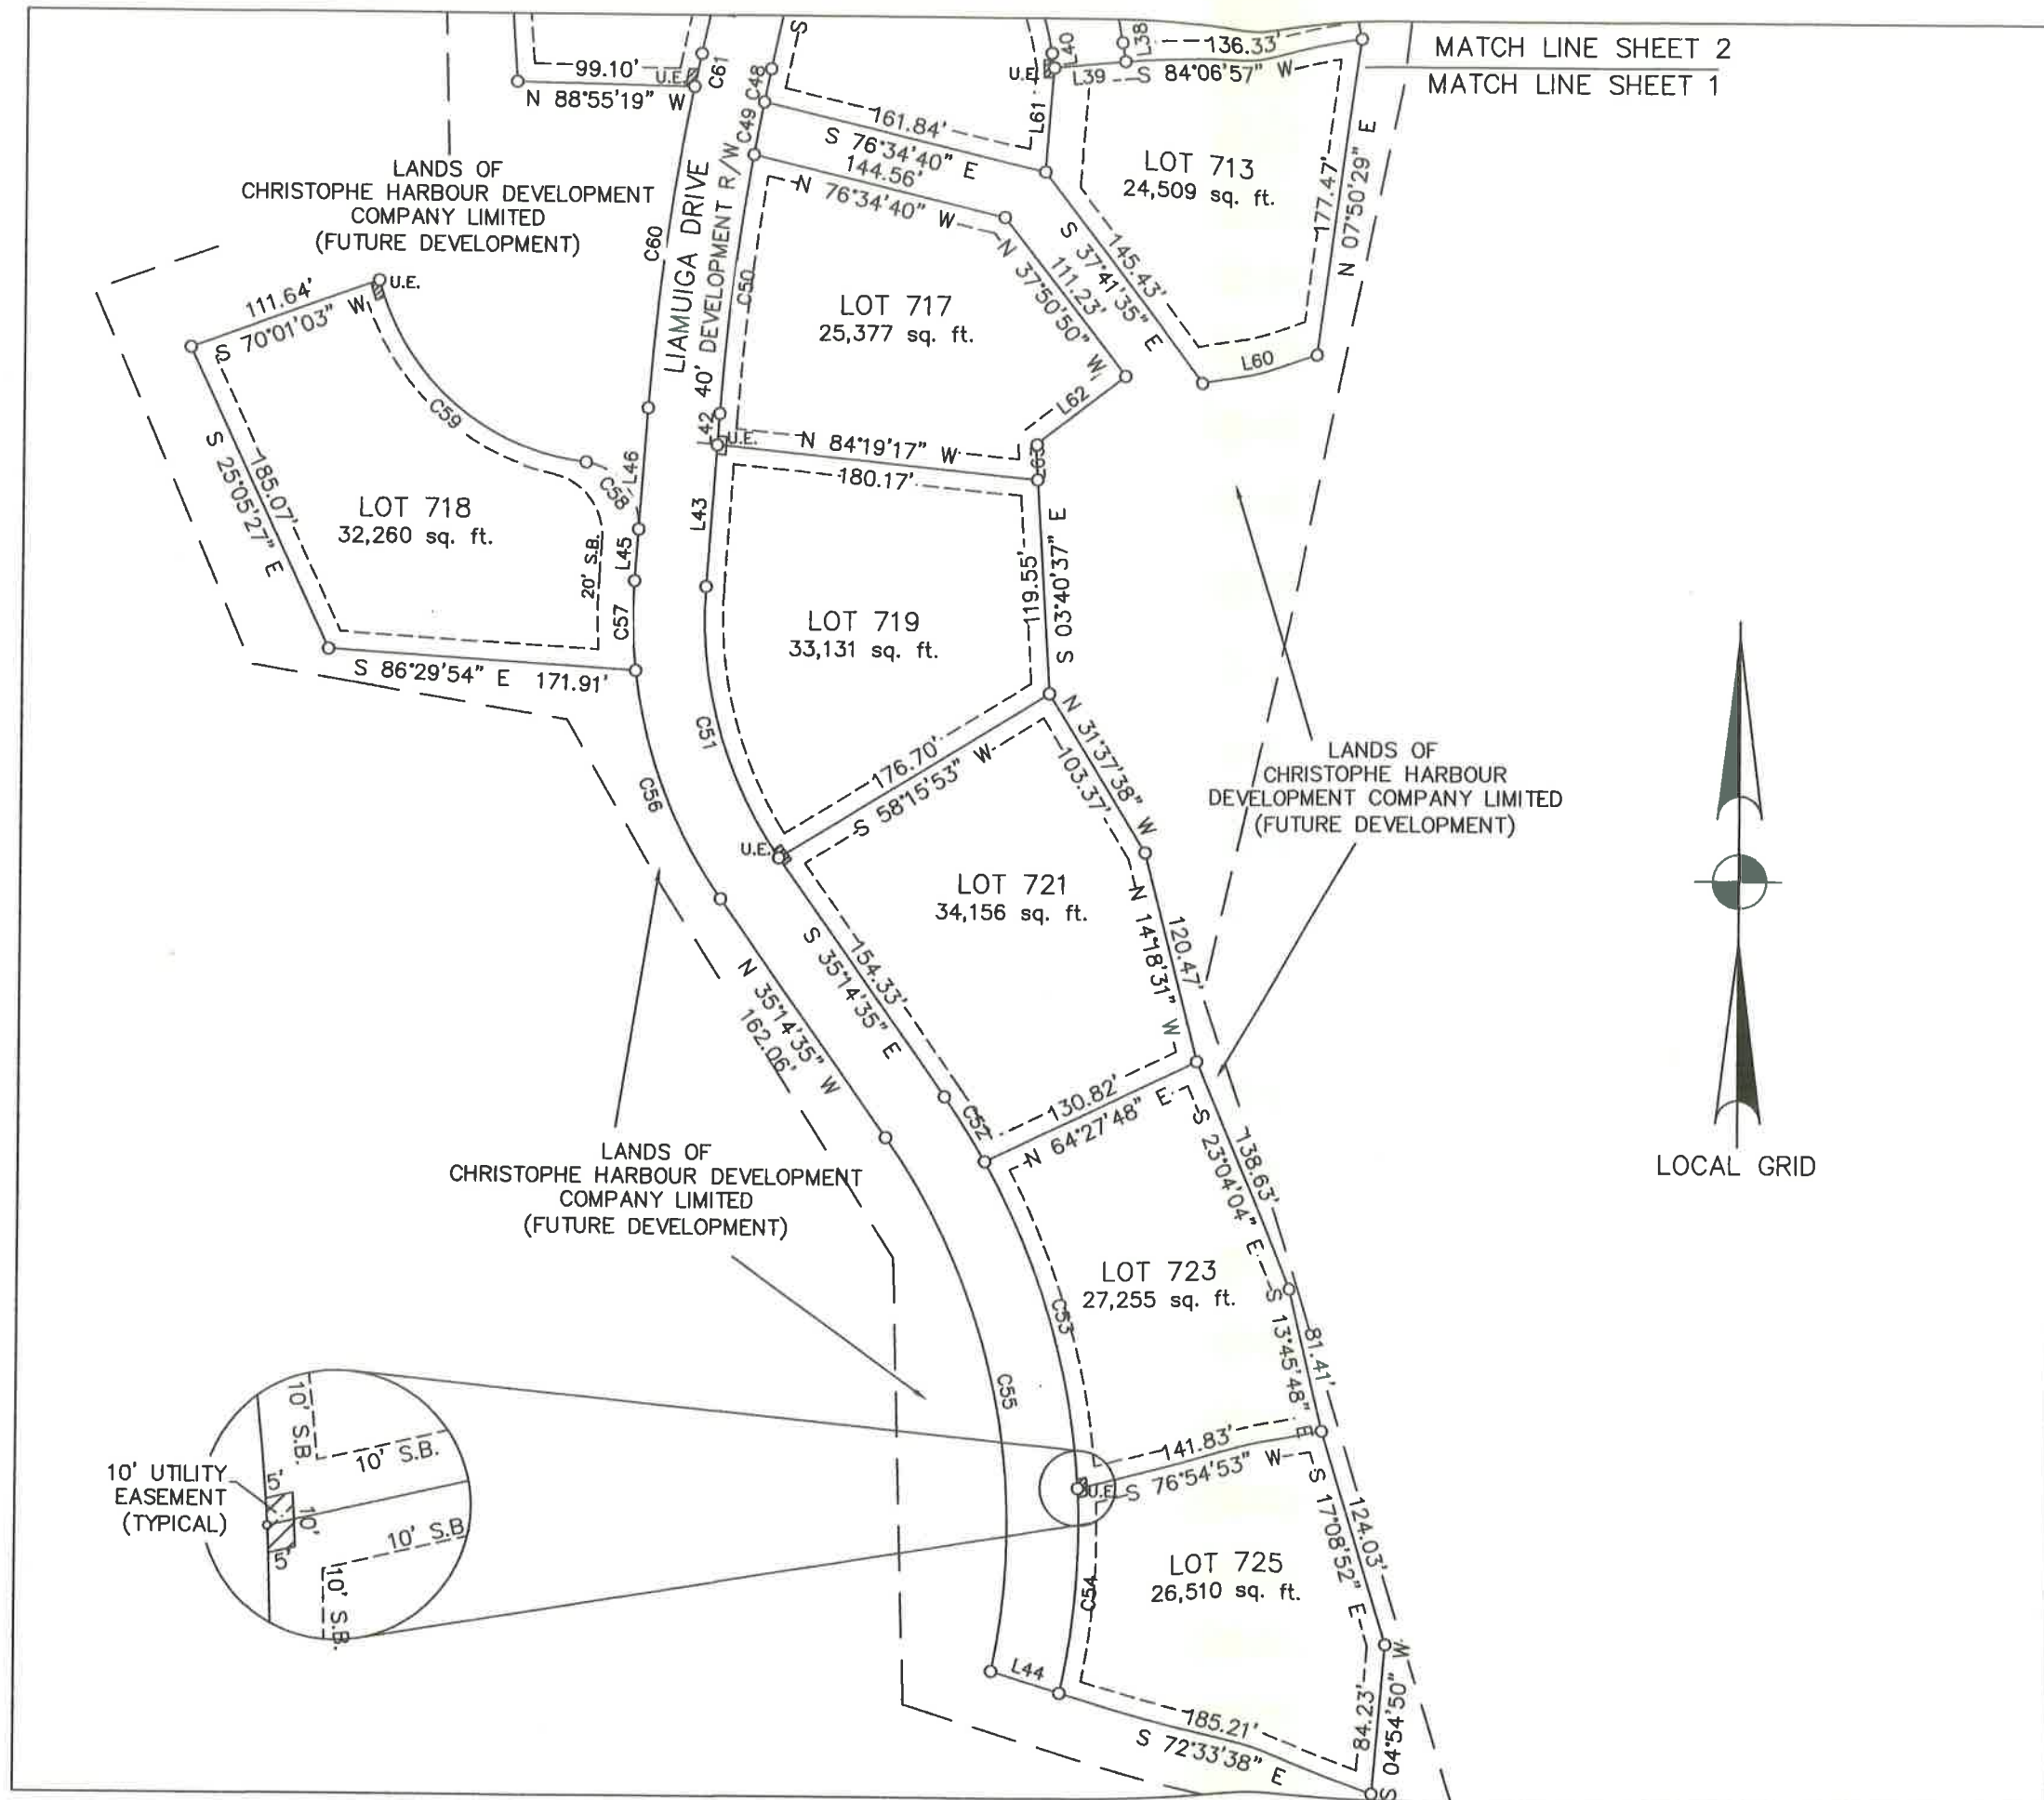 MATCH LINE SHEET 2
MATCH LINE SHEET 1
99.10'
U.E.
N 88°55'19" W
C61
C48
S
C49
161.84'
S 76°34'40" E
144.56'
N 76°34'40" W
L40
L38
136.33'
U.E.
L39
S 84°06'57" W
L61
LOT 713
24,509 sq. ft.
177.47'
N 07°50'29" E
145.43'
S 37°41'35" E
111.23'
N 37°50'50" W
L60
LANDS OF
CHRISTOPHE HARBOUR DEVELOPMENT
COMPANY LIMITED
(FUTURE DEVELOPMENT)
C60
LIAMUIGA DRIVE
40' DEVELOPMENT R/W
C50
LOT 717
25,377 sq. ft.
L62
L63
L42
U.E.
N 84°19'17" W
180.17'
111.64'
S 70°01'03" W
U.E.
C59
C58
L46
S 25°05'27" E
185.07'
LOT 718
32,260 sq. ft.
20' S.B.
L45
C57
S 86°29'54" E 171.91'
L43
LOT 719
33,131 sq. ft.
119.55'
S 03°40'37" E
C51
C56
176.70'
S 58°15'53" W
U.E.
N 31°37'38" W
103.37'
LANDS OF
CHRISTOPHE HARBOUR
DEVELOPMENT COMPANY LIMITED
(FUTURE DEVELOPMENT)
LOT 721
34,156 sq. ft.
N 14°18'31" W
120.47'
154.33'
S 35°14'35" E
N 35°14'35" W
162.06'
C52
130.82'
N 64°27'48" E
LANDS OF
CHRISTOPHE HARBOUR DEVELOPMENT
COMPANY LIMITED
(FUTURE DEVELOPMENT)
LOCAL GRID
138.63'
S 23°04'04" E
LOT 723
27,255 sq. ft.
C53
C55
S 13°45'48" E
81.41'
141.83'
S 76°54'53" W
U.E.
10' S.B.
10' S.B.
10' UTILITY
EASEMENT
(TYPICAL)
5'
10'
5'
10' S.B.
10' S.B.
LOT 725
26,510 sq. ft.
C54
S 17°08'52" E
124.03'
L44
185.21'
S 72°33'38" E
84.23'
S 04°54'50" W